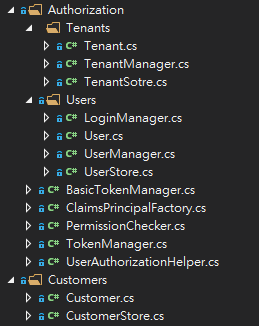 Authorization
Tenants
C# Tenant.cs
C# TenantManager.cs
C# TenantSotre.cs
Users
C# LoginManager.cs
C# User.cs
C# UserManager.cs
C# UserStore.cs
C# BasicTokenManager.cs
C# ClaimsPrincipalFactory.cs
C# PermissionChecker.cs
C# TokenManager.cs
C# UserAuthorizationHelper.cs
Customers
C# Customer.cs
C# CustomerStore.cs